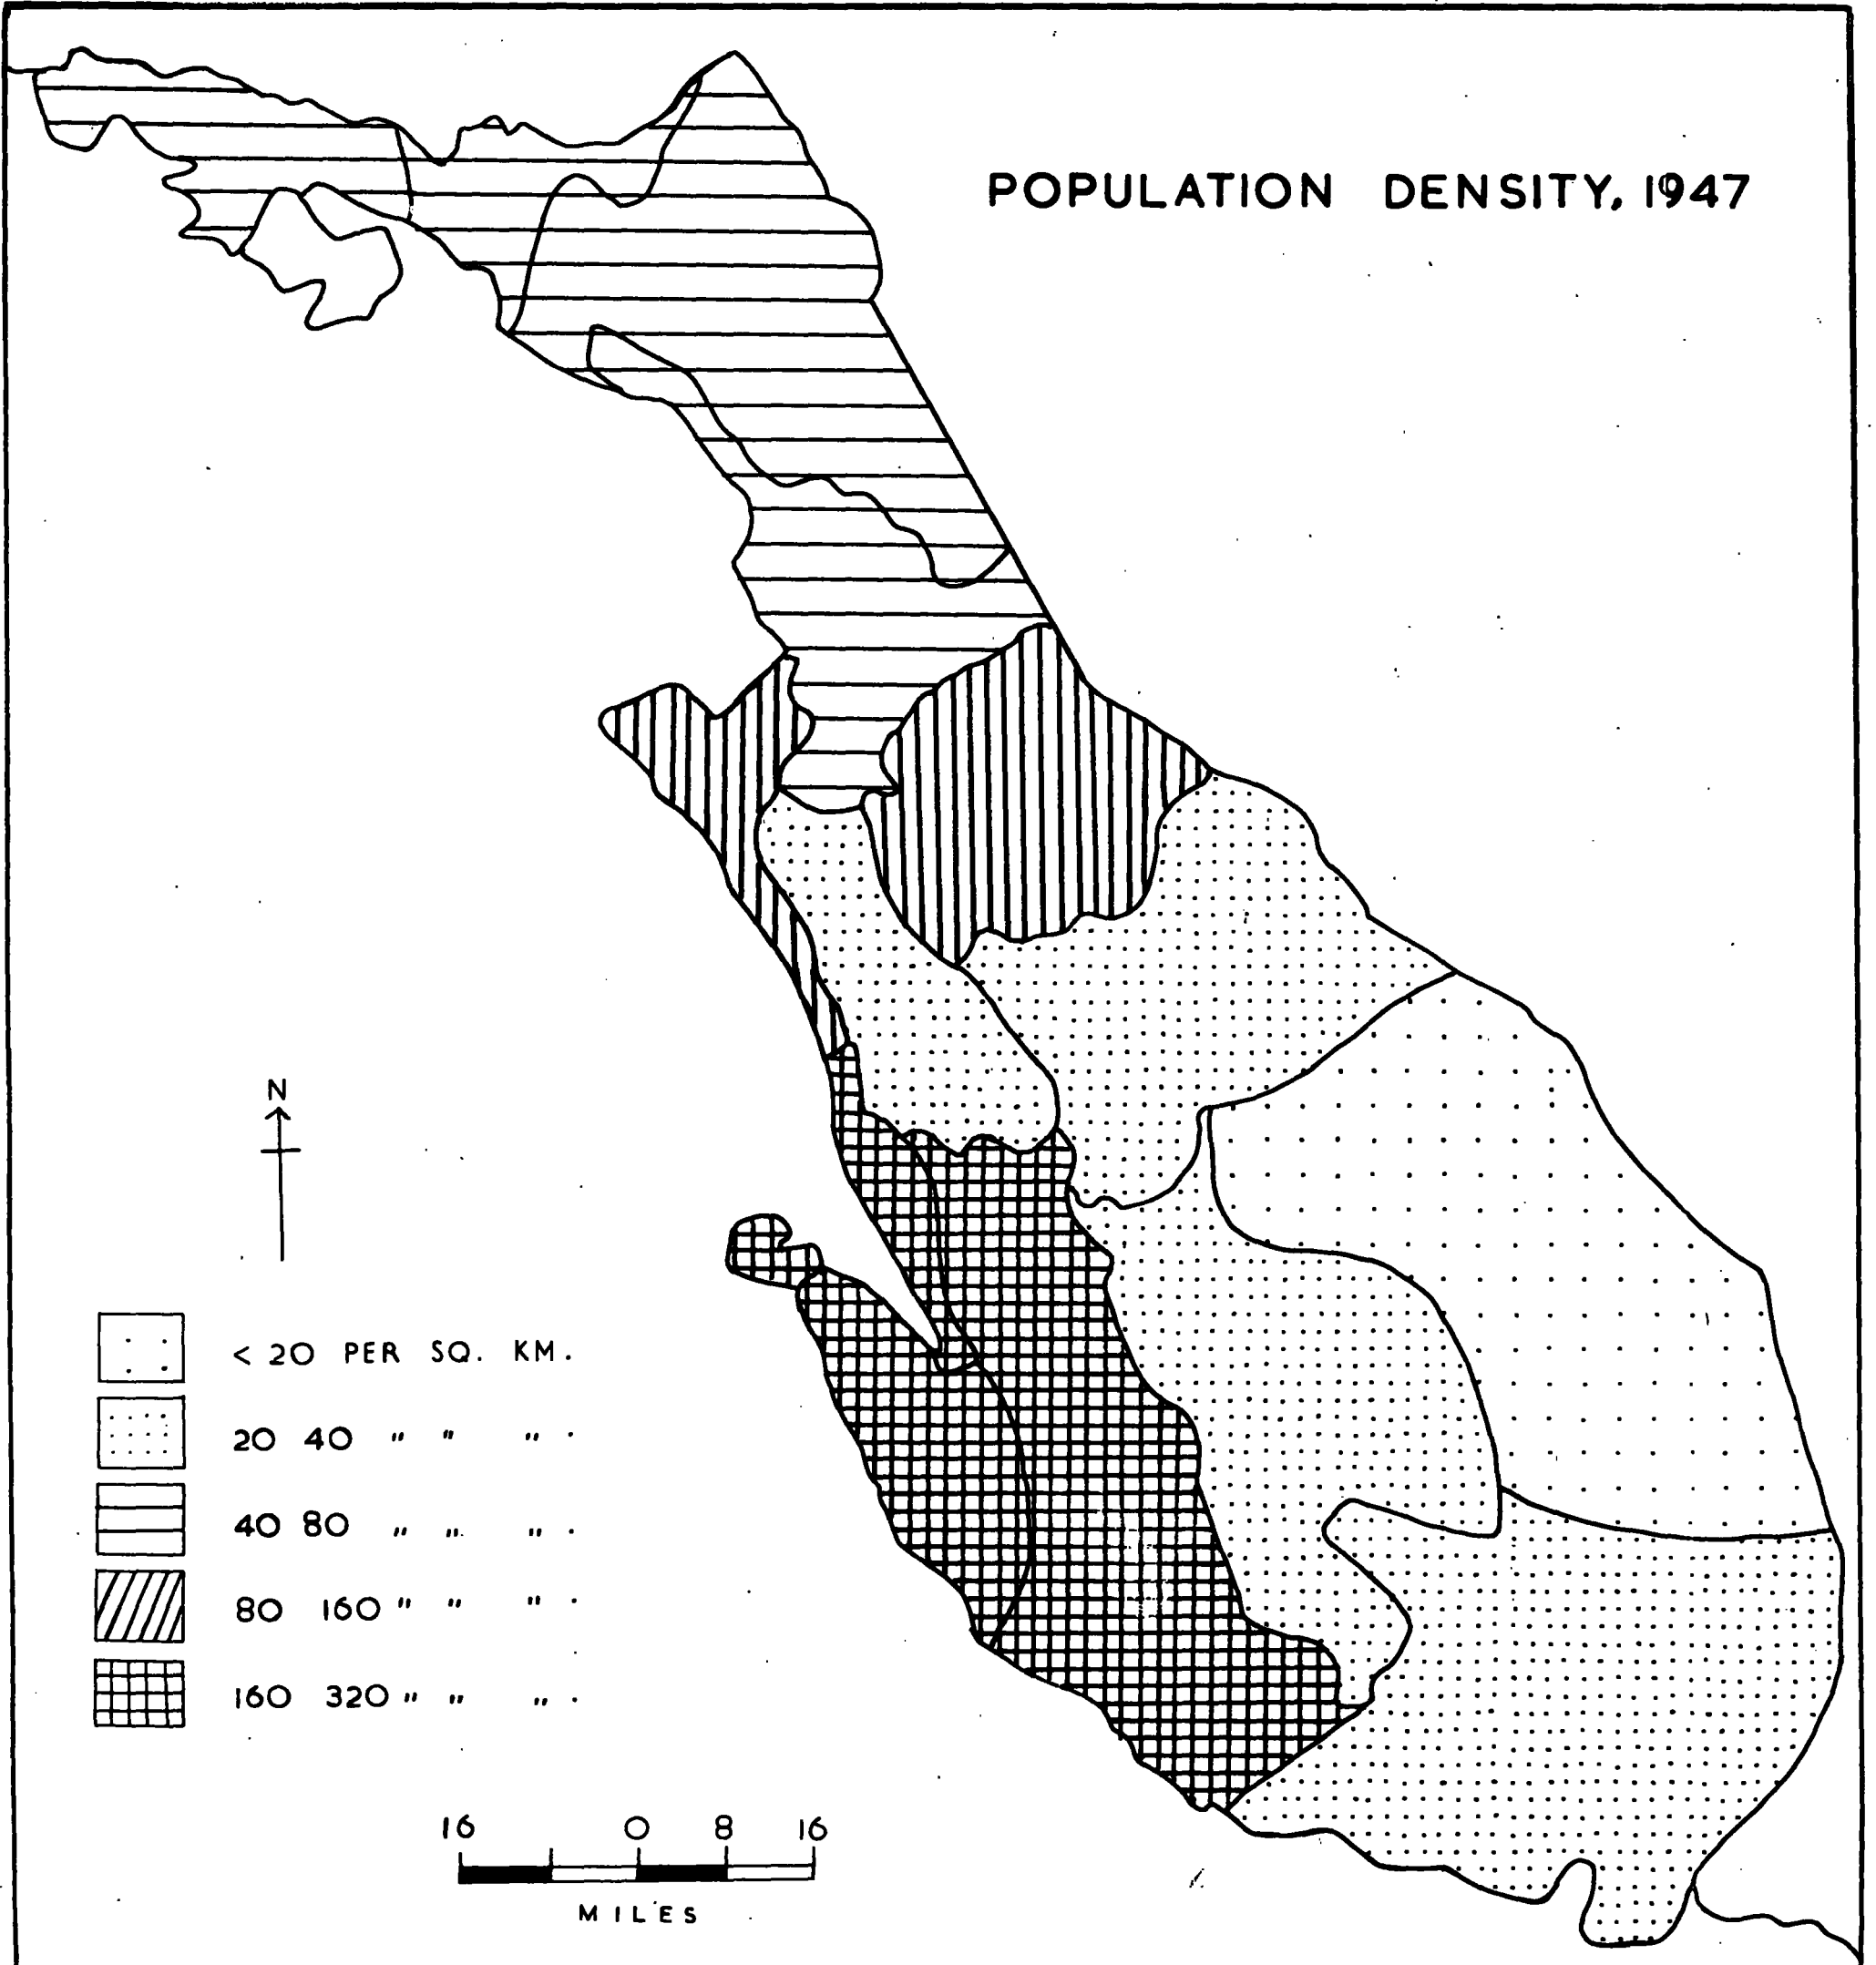 POPULATION DENSITY, 1947
N
< 20 PER SQ. KM.
20 40 " " " .
40 80 " " " .
80 160 " " " .
160 320 " " " .
16 0 8 16
MILES